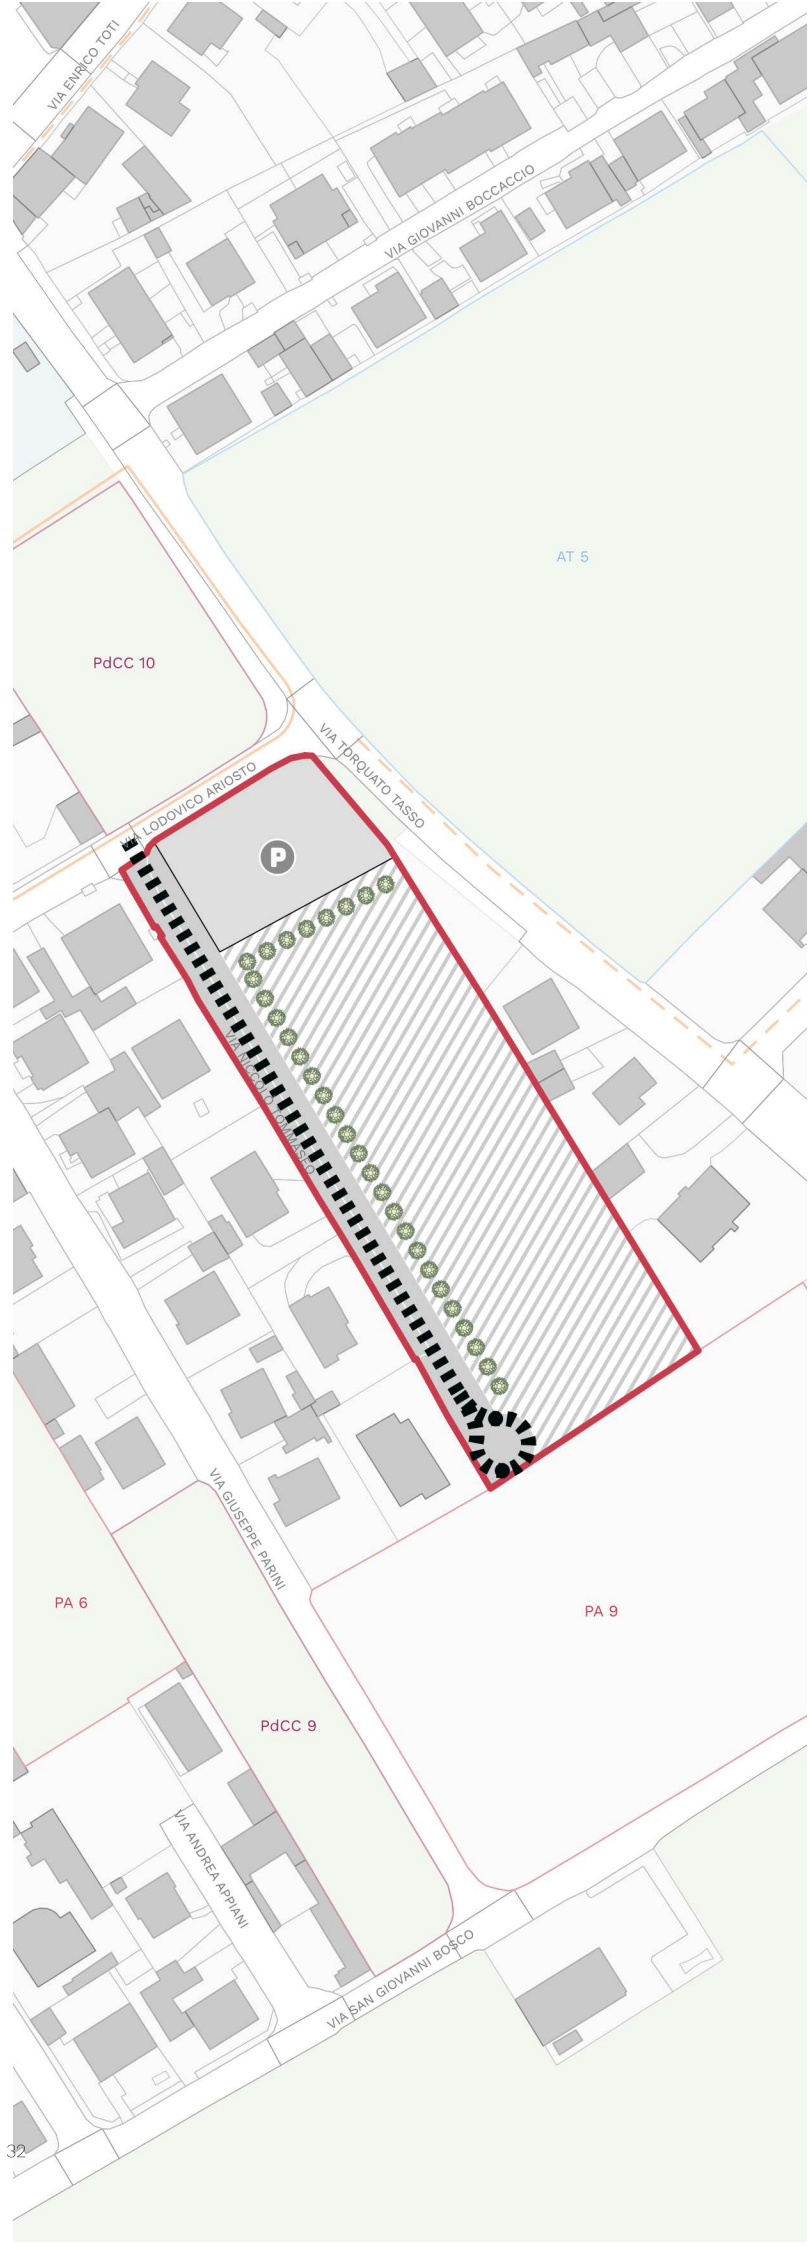 VIA ENRICO TOTI
VIA GIOVANNI BOCCACCIO
AT 5
PdCC 10
VIA TORQUATO TASSO
VIA LODOVICO ARIOSTO
P
VIA NICCOLÒ TOMMASEO
VIA GIUSEPPE PARINI
PA 6
PA 9
PdCC 9
VIA ANDREA APPIANI
VIA SAN GIOVANNI BOSCO
32